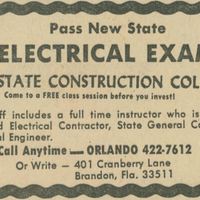 Pass New State
ELECTRICAL EXA
STATE CONSTRUCTION COL
Come to a FREE class session before you invest!
ff includes a full time instructor who is
d Electrical Contractor, State General Co
al Engineer.
Call Anytime — ORLANDO 422-7612
Or Write - 401 Cranberry Lane
Brandon, Fla. 33511